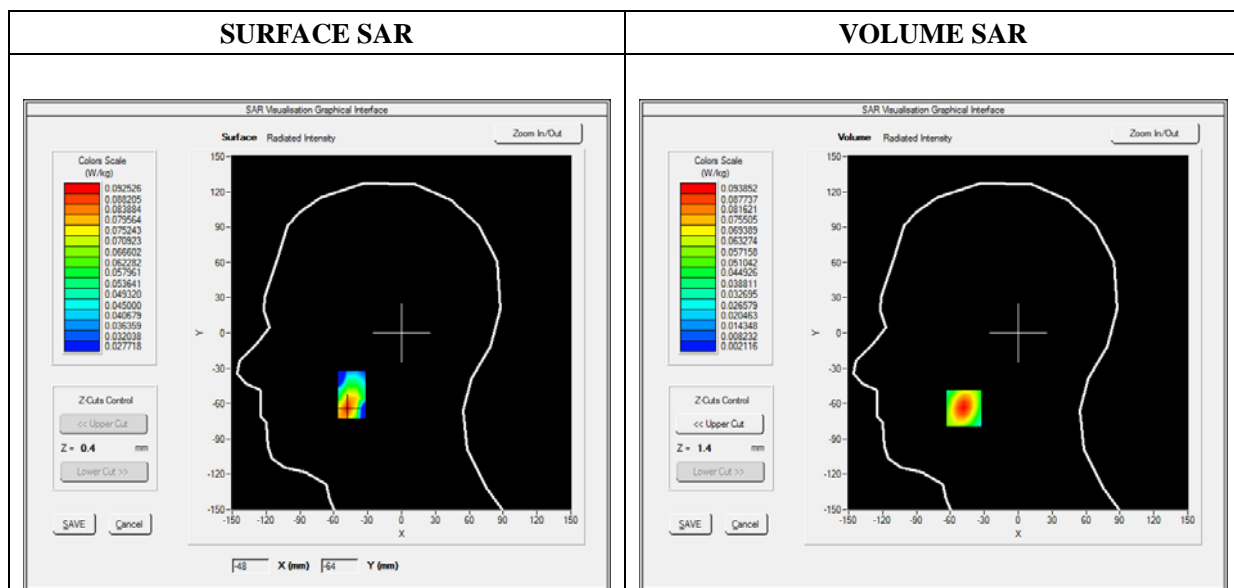 SURFACE SAR
VOLUME SAR
SAR Visualisation Graphical Interface
Surface Radiated Intensity
Zoom In/Out
Colors Scale
(W/kg)
0.092526
0.088205
0.083884
0.079564
0.075243
0.070923
0.066602
0.062282
0.057961
0.053641
0.049320
0.045000
0.040679
0.036359
0.032038
0.027718
Z-Cuts Control
<< Upper Cut
Z = 0.4 mm
Lower Cut >>
SAVE Cancel
150
120
90
60
30
0
-30
-60
-90
-120
-150
Y
-150 -120 -90 -60 -30 0 30 60 90 120 150
X
-48 X (mm) -64 Y (mm)
SAR Visualisation Graphical Interface
Volume Radiated Intensity
Zoom In/Out
Colors Scale
(W/kg)
0.093852
0.087737
0.081621
0.075505
0.069389
0.063274
0.057158
0.051042
0.044926
0.038811
0.032695
0.026579
0.020463
0.014348
0.008232
0.002116
Z-Cuts Control
<< Upper Cut
Z = 1.4 mm
Lower Cut >>
SAVE Cancel
150
120
90
60
30
0
-30
-60
-90
-120
-150
Y
-150 -120 -90 -60 -30 0 30 60 90 120 150
X